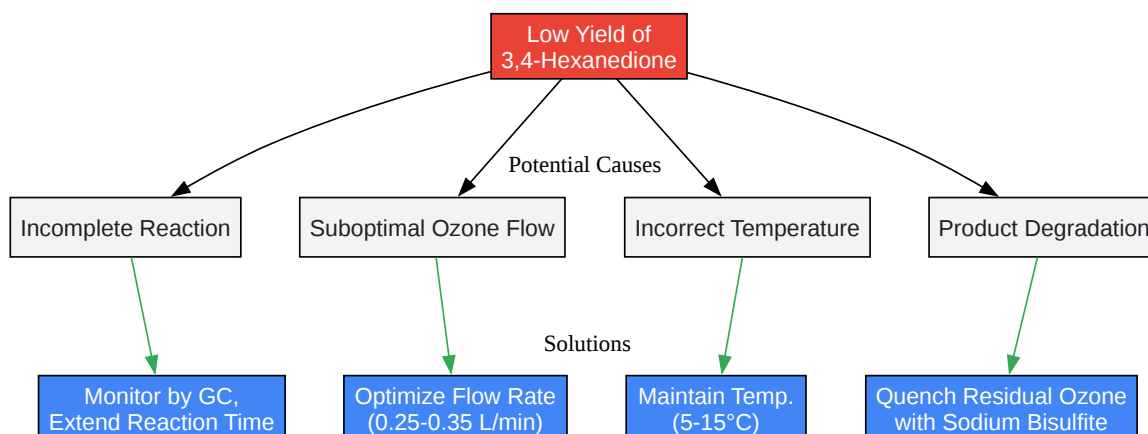 Low Yield of
3,4-Hexanedione
Potential Causes
Incomplete Reaction
Suboptimal Ozone Flow
Incorrect Temperature
Product Degradation
Solutions
Monitor by GC,
Extend Reaction Time
Optimize Flow Rate
(0.25-0.35 L/min)
Maintain Temp.
(5-15°C)
Quench Residual Ozone
with Sodium Bisulfite